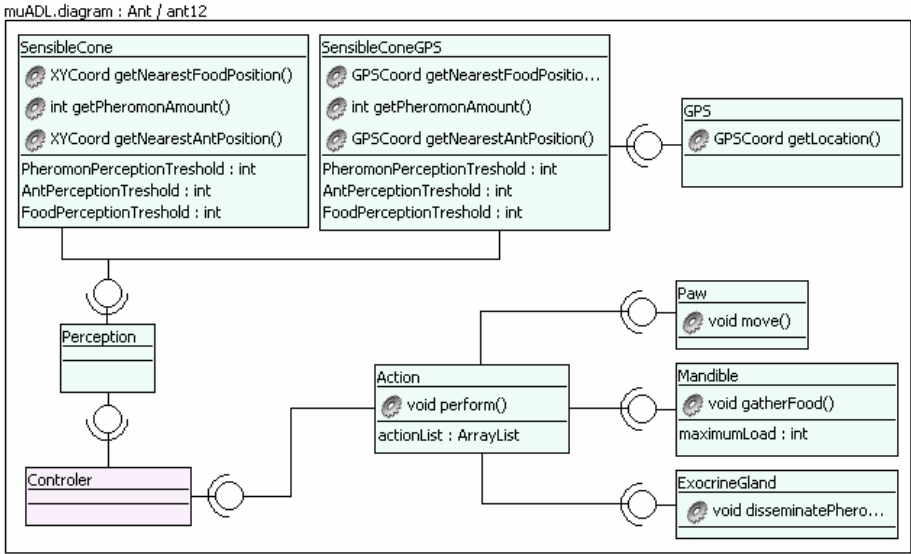 muADL.diagram : Ant / ant12
SensibleCone
XYCoord getNearestFoodPosition()
int getPheromonAmount()
XYCoord getNearestAntPosition()
PheromonPerceptionTreshold : int
AntPerceptionTreshold : int
FoodPerceptionTreshold : int
SensibleConeGPS
GPSCoord getNearestFoodPositio...
int getPheromonAmount()
GPSCoord getNearestAntPosition()
PheromonPerceptionTreshold : int
AntPerceptionTreshold : int
FoodPerceptionTreshold : int
GPS
GPSCoord getLocation()
Perception
Controler
Action
void perform()
actionList : ArrayList
Paw
void move()
Mandible
void gatherFood()
maximumLoad : int
ExocrineGland
void disseminatePhero...